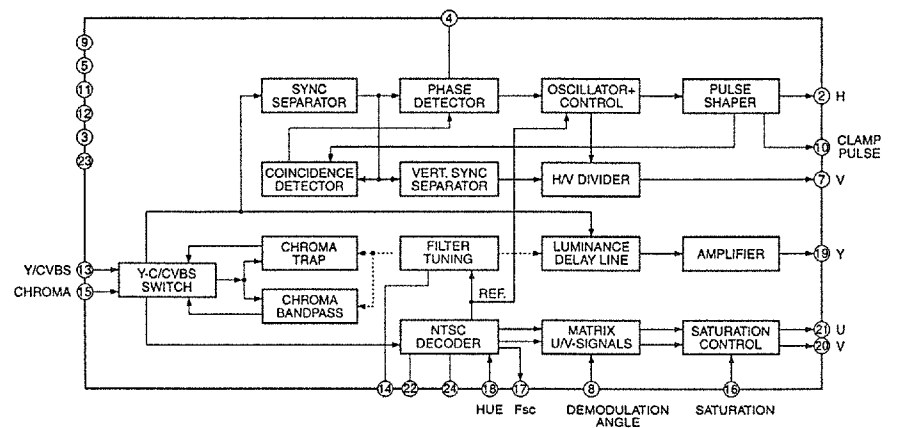 4
9
5
11
12
3
23
SYNC
SEPARATOR
PHASE
DETECTOR
OSCILLATOR+
CONTROL
PULSE
SHAPER
2 H
10 CLAMP
PULSE
COINCIDENCE
DETECTOR
VERT. SYNC
SEPARATOR
H/V DIVIDER
7 V
Y/CVBS 13
CHROMA 15
Y-C/CVBS
SWITCH
CHROMA
TRAP
FILTER
TUNING
LUMINANCE
DELAY LINE
AMPLIFIER
19 Y
CHROMA
BANDPASS
REF.
NTSC
DECODER
MATRIX
U/V-SIGNALS
SATURATION
CONTROL
21 U
20 V
14
22
24
18
17
8
16
HUE
Fsc
DEMODULATION
ANGLE
SATURATION